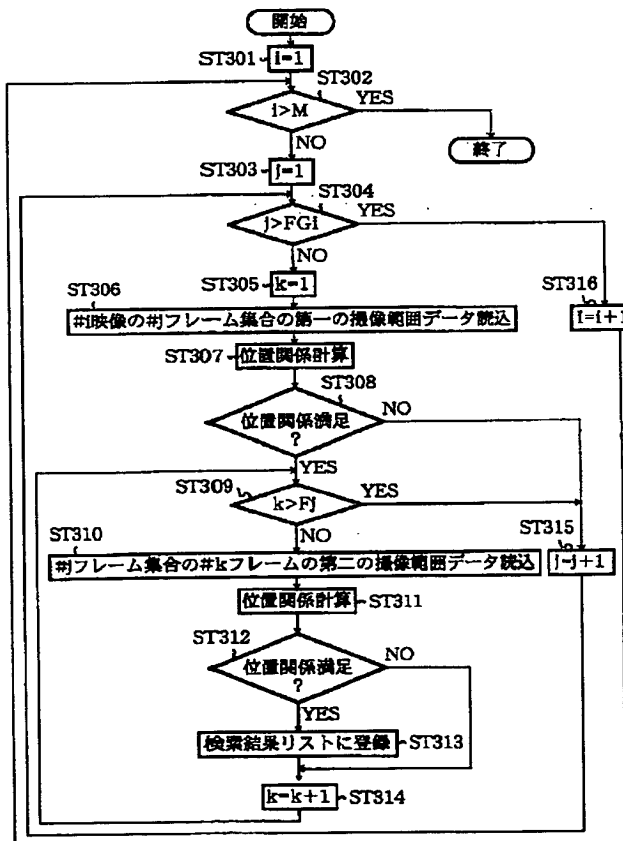 開始
ST301
i=1
ST302
i>M
YES
NO
終了
ST303
j=1
ST304
j>FGi
YES
NO
ST305
k=1
ST306
#i映像の#jフレーム集合の第一の撮像範囲データ読込
ST316
i=i+1
ST307
位置関係計算
ST308
位置関係満足
?
NO
YES
ST309
k>Fj
YES
NO
ST310
#jフレーム集合の#kフレームの第二の撮像範囲データ読込
ST315
j=j+1
位置関係計算
ST311
ST312
位置関係満足
?
NO
YES
検索結果リストに登録
ST313
k=k+1
ST314